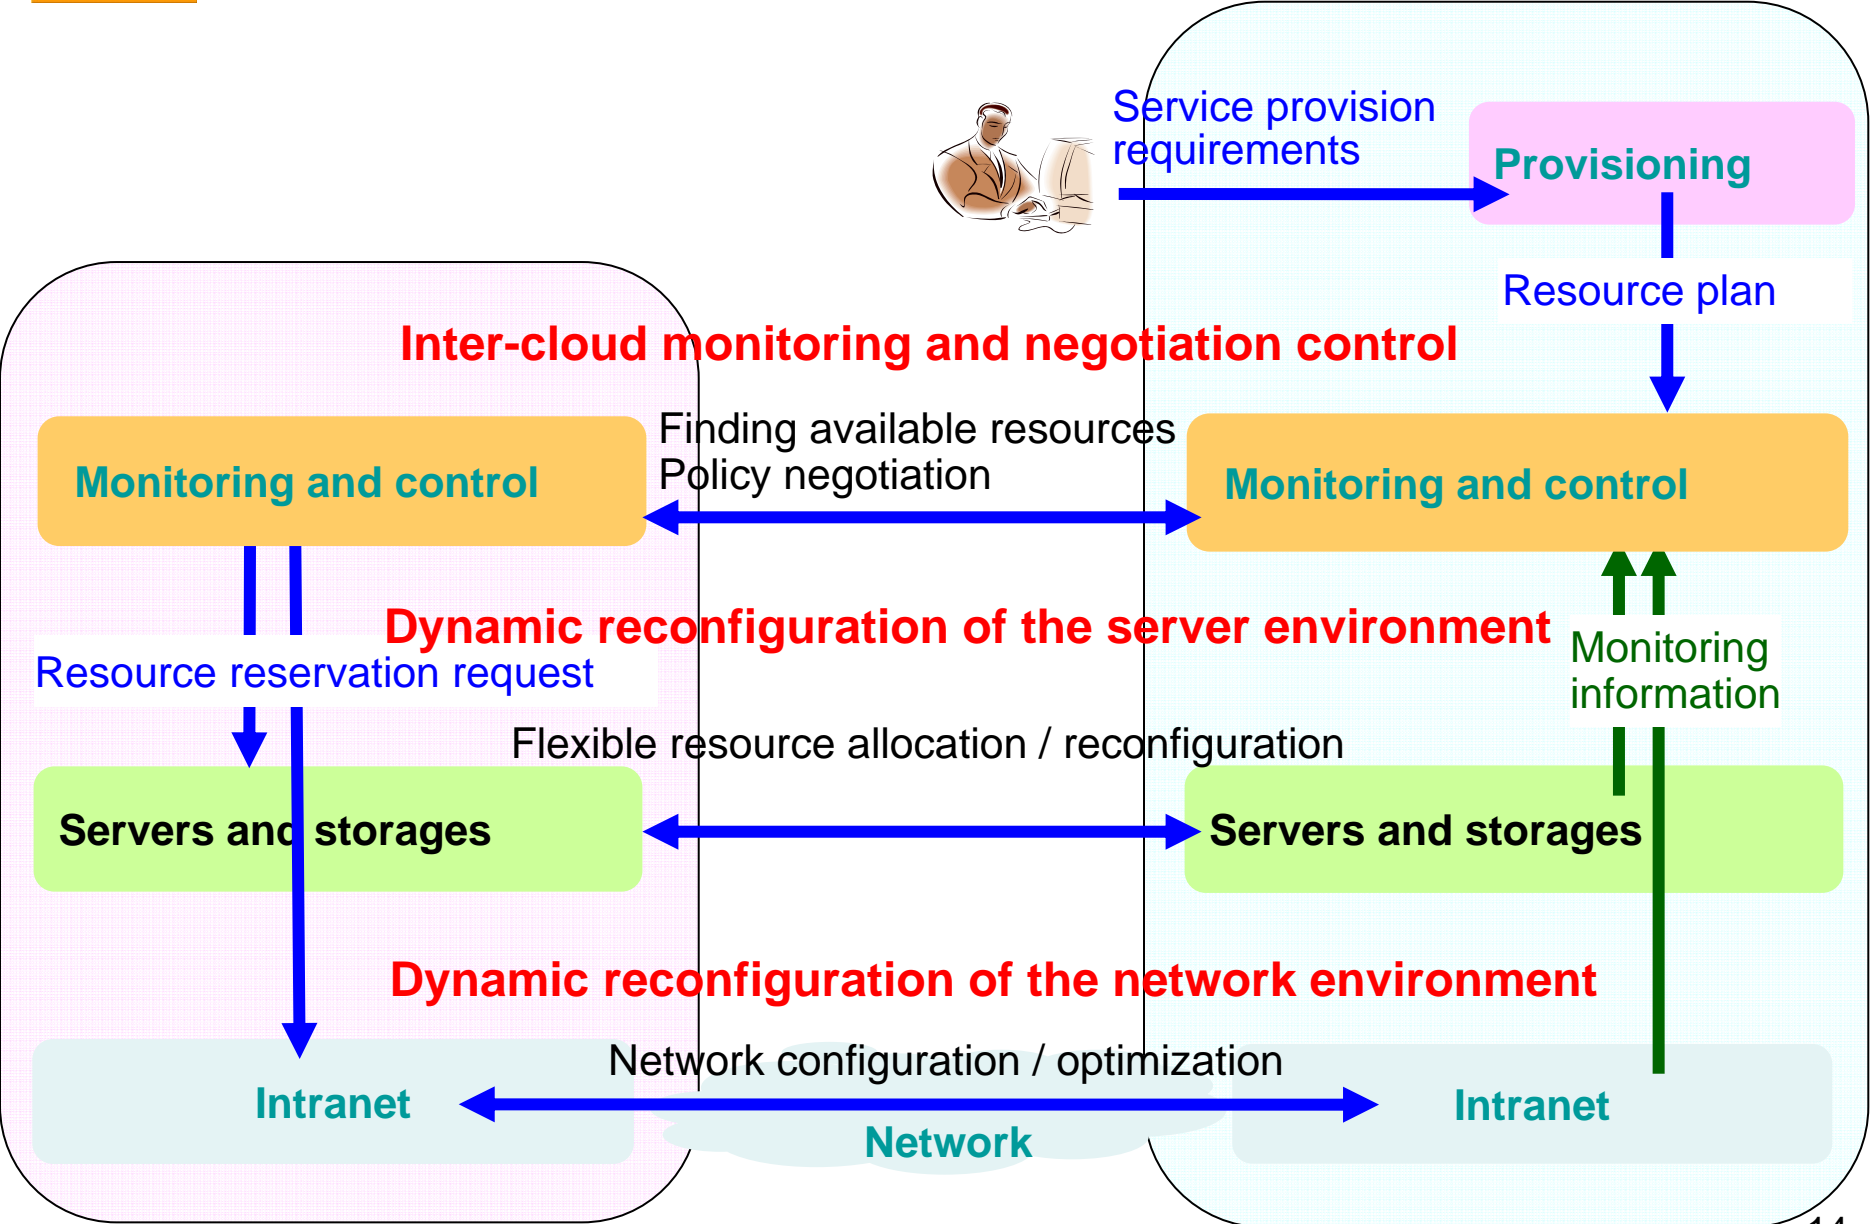 Service provision
requirements
Provisioning
Resource plan
Inter-cloud monitoring and negotiation control
Finding available resources
Policy negotiation
Monitoring and control
Monitoring and control
Dynamic reconfiguration of the server environment
Monitoring
information
Resource reservation request
Flexible resource allocation / reconfiguration
Servers and storages
Servers and storages
Dynamic reconfiguration of the network environment
Network configuration / optimization
Intranet
Intranet
Network
14